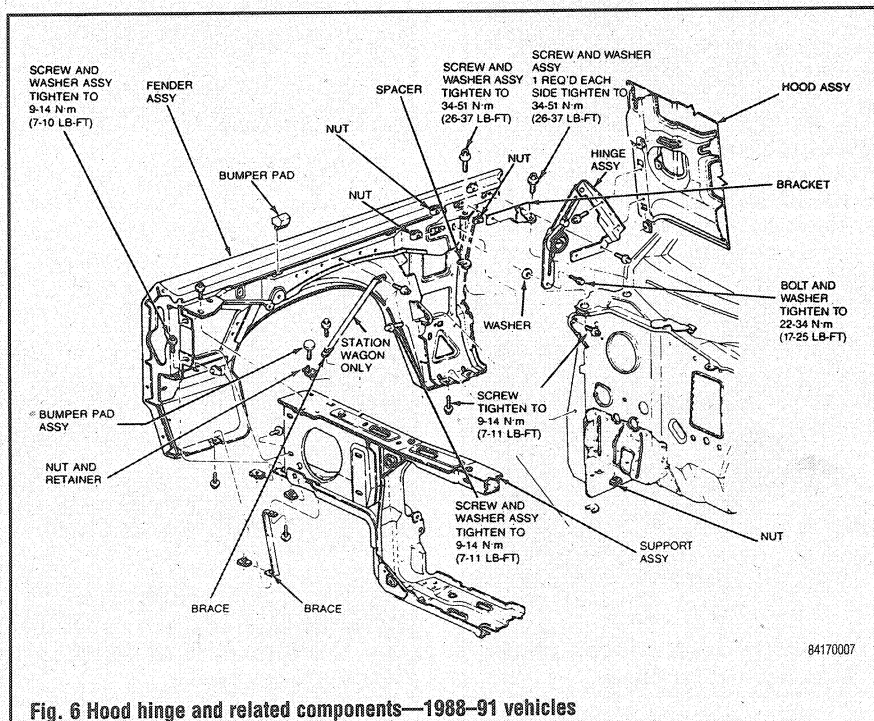 SCREW AND
WASHER ASSY
TIGHTEN TO
9-14 N·m
(7-10 LB-FT)
FENDER
ASSY
BUMPER PAD
NUT
NUT
SPACER
SCREW AND
WASHER ASSY
TIGHTEN TO
34-51 N·m
(26-37 LB-FT)
NUT
SCREW AND WASHER
ASSY
1 REQ'D EACH
SIDE TIGHTEN TO
34-51 N·m
(26-37 LB-FT)
HINGE
ASSY
HOOD ASSY
BRACKET
WASHER
BOLT AND
WASHER
TIGHTEN TO
22-34 N·m
(17-25 LB-FT)
STATION
WAGON
ONLY
BUMPER PAD
ASSY
NUT AND
RETAINER
SCREW
TIGHTEN TO
9-14 N·m
(7-11 LB-FT)
SCREW AND
WASHER ASSY
TIGHTEN TO
9-14 N·m
(7-11 LB-FT)
SUPPORT
ASSY
NUT
BRACE
BRACE
84170007
Fig. 6 Hood hinge and related components—1988–91 vehicles